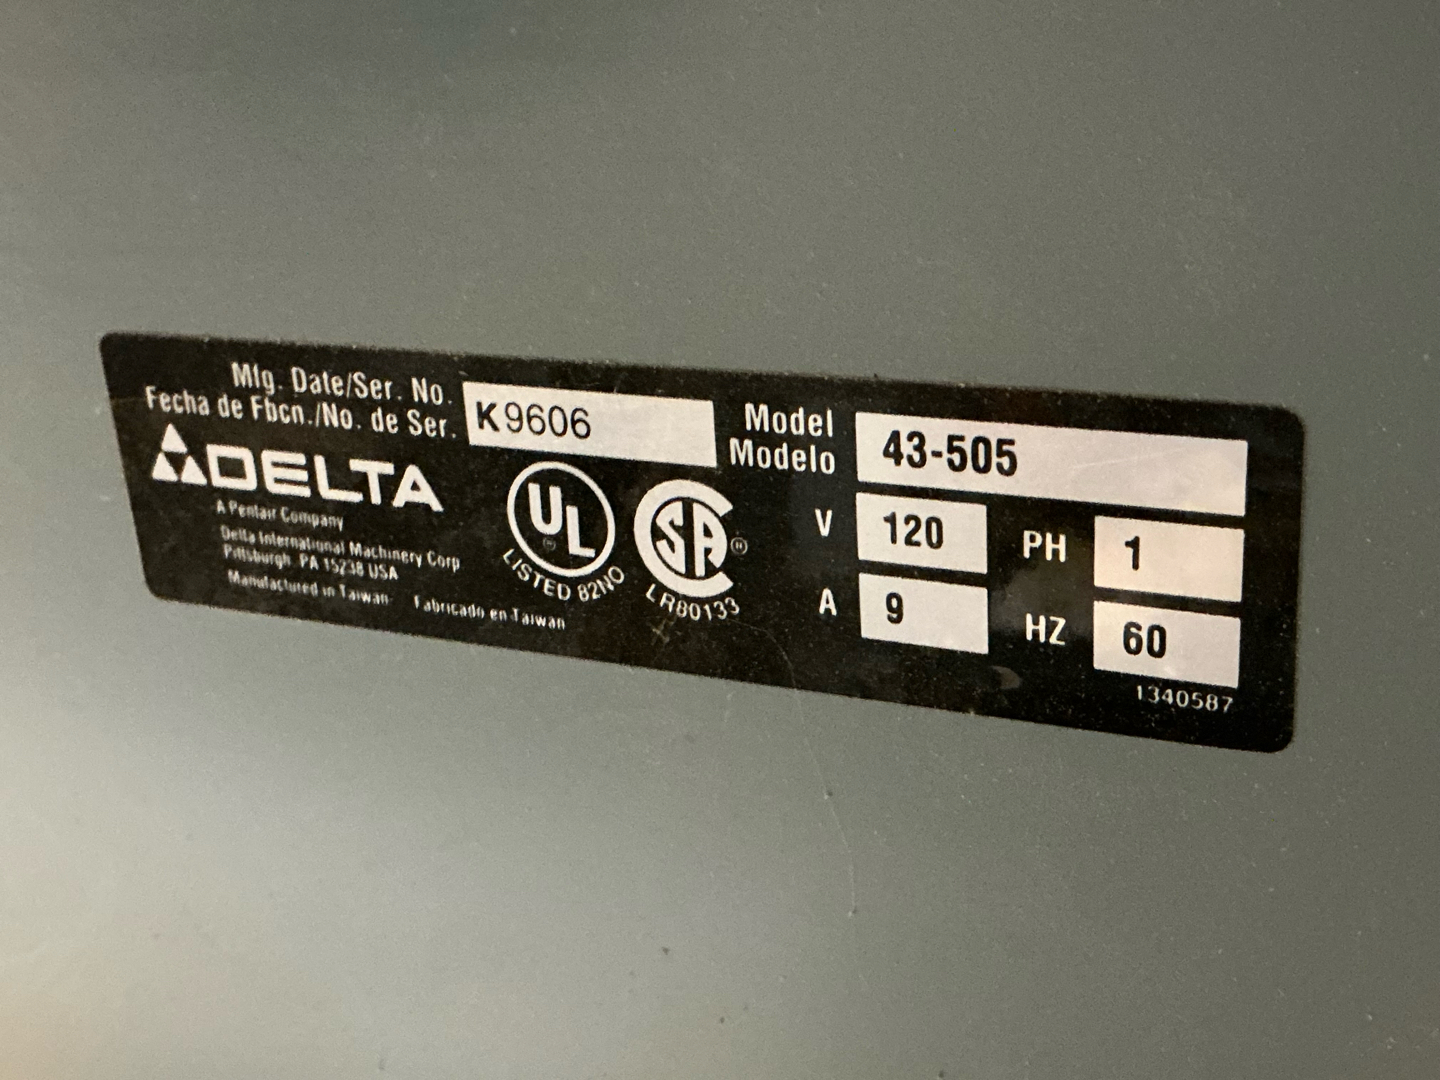 Mfg. Date/Ser. No.
Fecha de Fbcn./No. de Ser.
K9606
Model
Modelo
43-505
DELTA
A Pentair Company
Delta International Machinery Corp
Pittsburgh PA 15238 USA
Manufactured in Taiwan Fabricado en Taiwan
UL
LISTED 82NO
SA
LR80133
V 120 PH 1
A 9 HZ 60
1340587